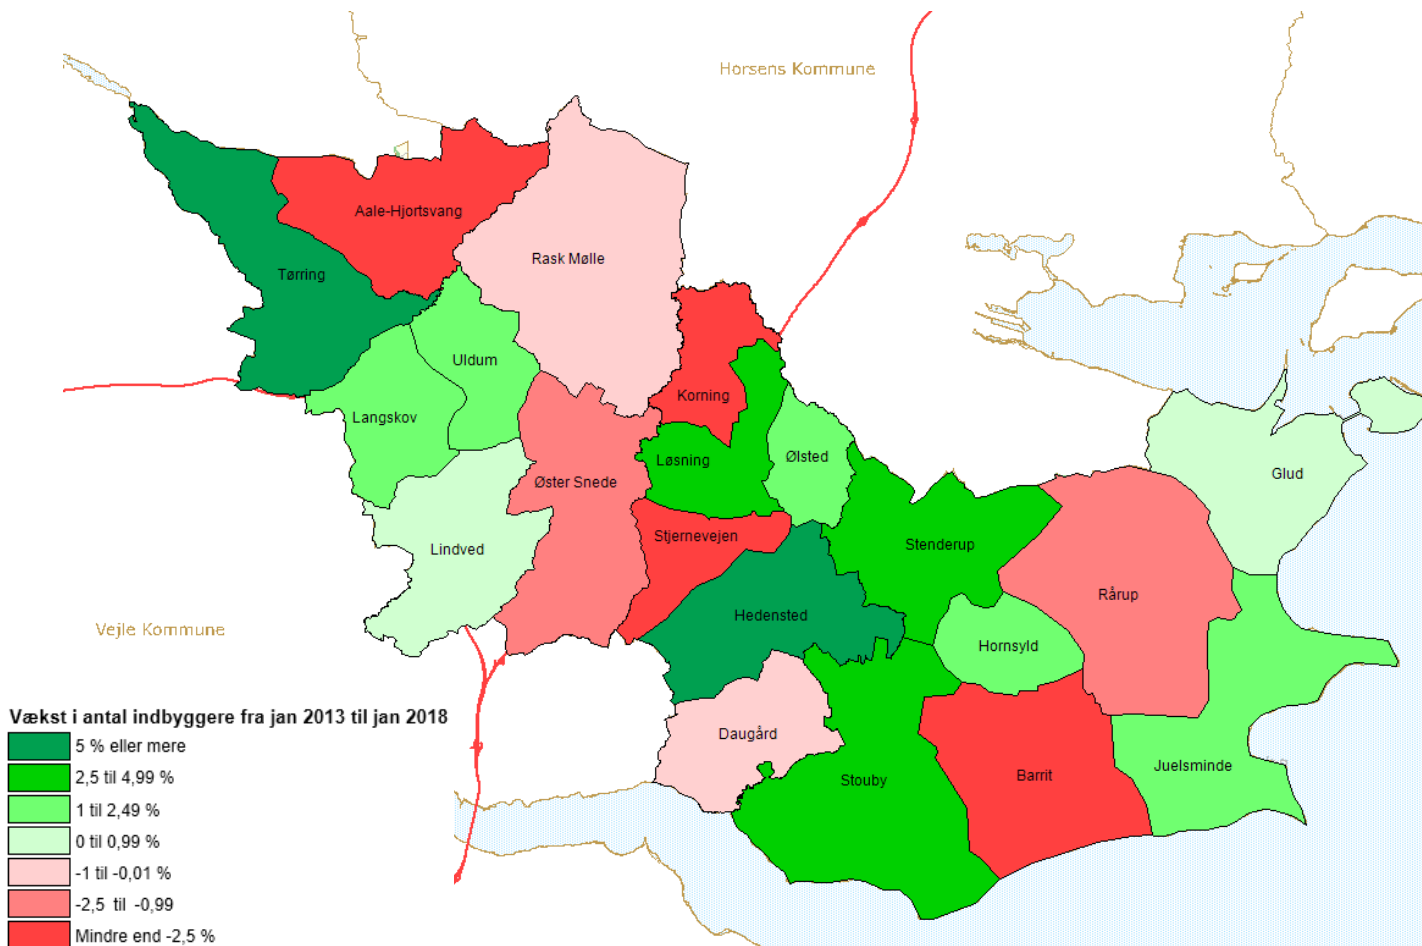 Horsens Kommune
Aale-Hjortsvang
Rask Mølle
Tørring
Uldum
Korning
Langskov
Løsning
Ølsted
Glud
Øster Snede
Stjernevejen
Stenderup
Lindved
Rårup
Hedensted
Vejle Kommune
Hornsyld
Daugård
Juelsminde
Barrit
Stouby
Vækst i antal indbyggere fra jan 2013 til jan 2018
5 % eller mere
2,5 til 4,99 %
1 til 2,49 %
0 til 0,99 %
-1 til -0,01 %
-2,5 til -0,99
Mindre end -2,5 %